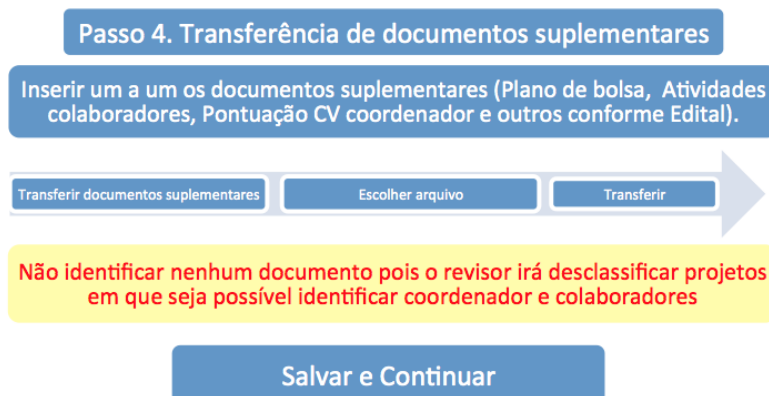 Passo 4. Transferência de documentos suplementares
Inserir um a um os documentos suplementares (Plano de bolsa, Atividades
colaboradores, Pontuação CV coordenador e outros conforme Edital).
Transferir documentos suplementares
Escolher arquivo
Transferir
Não identificar nenhum documento pois o revisor irá desclassificar projetos
em que seja possível identificar coordenador e colaboradores
Salvar e Continuar